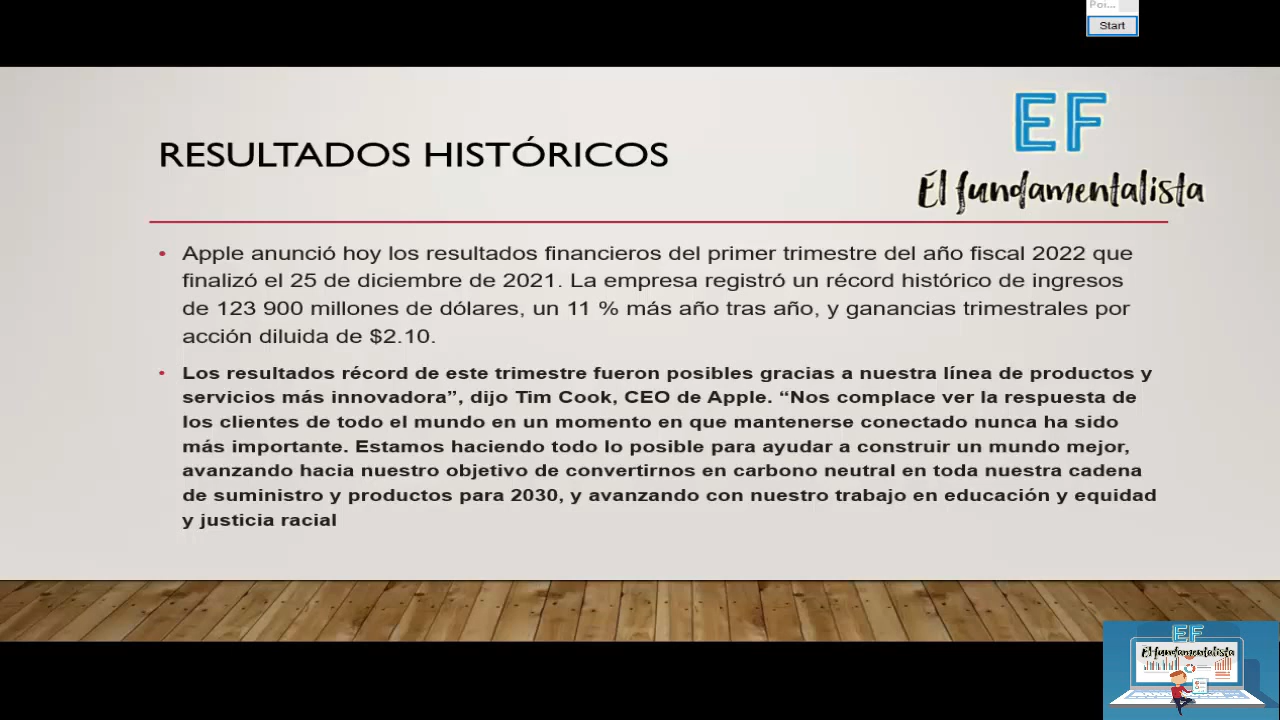 Por...
Start
EF
El fundamentalista
RESULTADOS HISTÓRICOS
• Apple anunció hoy los resultados financieros del primer trimestre del año fiscal 2022 que
finalizó el 25 de diciembre de 2021. La empresa registró un récord histórico de ingresos
de 123 900 millones de dólares, un 11 % más año tras año, y ganancias trimestrales por
acción diluida de $2.10.
• Los resultados récord de este trimestre fueron posibles gracias a nuestra línea de productos y
servicios más innovadora”, dijo Tim Cook, CEO de Apple. “Nos complace ver la respuesta de
los clientes de todo el mundo en un momento en que mantenerse conectado nunca ha sido
más importante. Estamos haciendo todo lo posible para ayudar a construir un mundo mejor,
avanzando hacia nuestro objetivo de convertirnos en carbono neutral en toda nuestra cadena
de suministro y productos para 2030, y avanzando con nuestro trabajo en educación y equidad
y justicia racial
EF
El fundamentalista